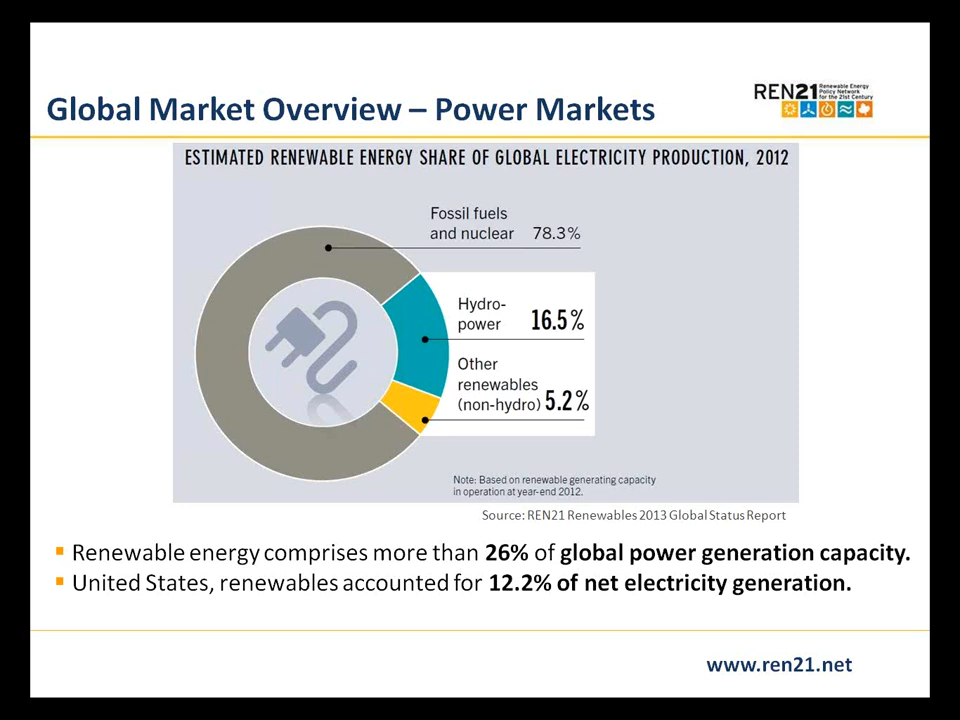 Global Market Overview – Power Markets
REN21 Renewable Energy
Policy Network
for the 21st Century
ESTIMATED RENEWABLE ENERGY SHARE OF GLOBAL ELECTRICITY PRODUCTION, 2012
Fossil fuels
and nuclear 78.3%
Hydro-
power 16.5%
Other
renewables
(non-hydro) 5.2%
Note: Based on renewable generating capacity
in operation at year-end 2012.
Source: REN21 Renewables 2013 Global Status Report
▪ Renewable energy comprises more than 26% of global power generation capacity.
▪ United States, renewables accounted for 12.2% of net electricity generation.
www.ren21.net